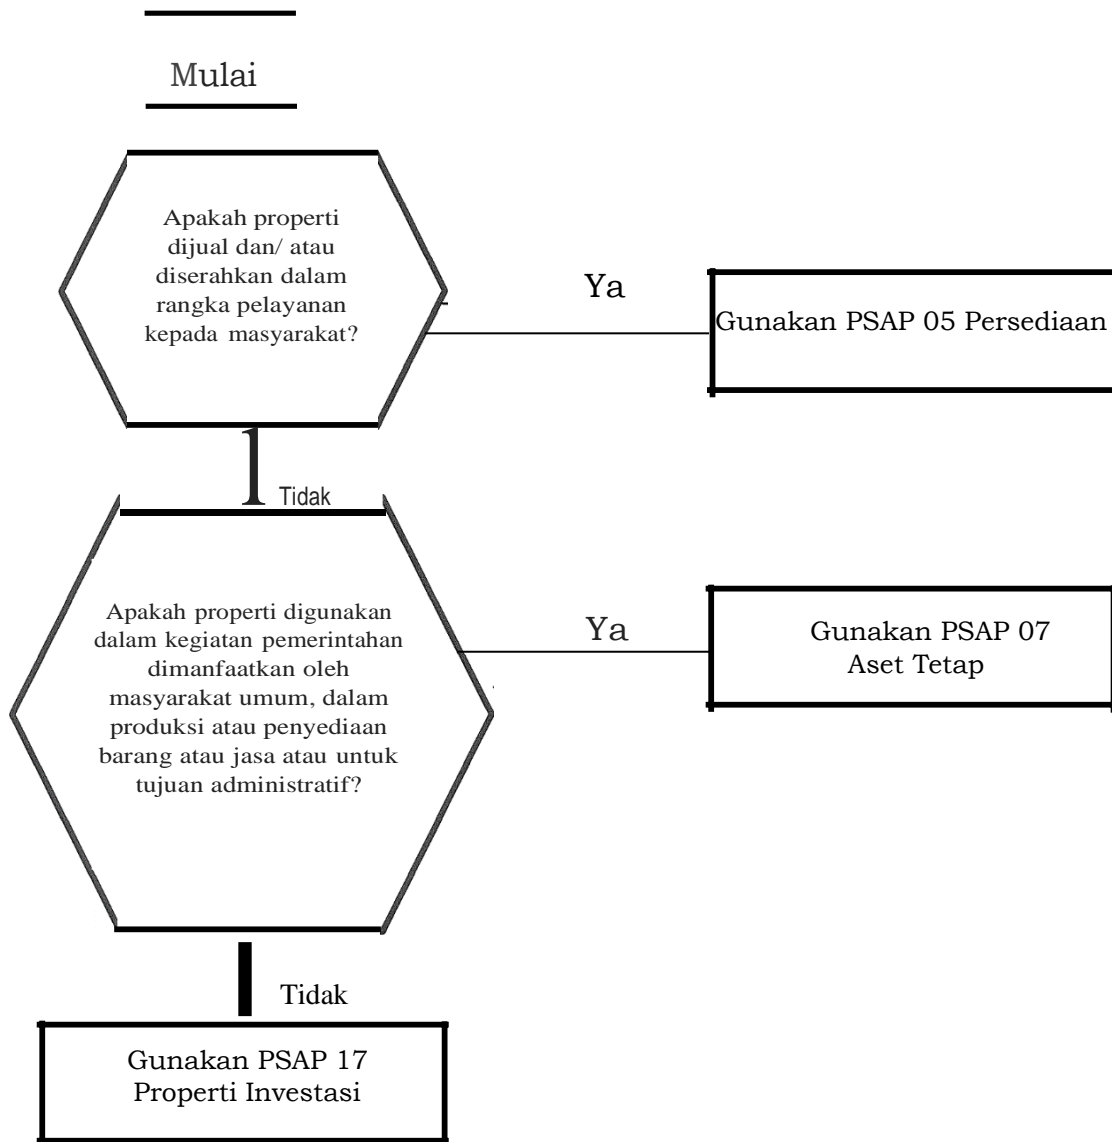 Mulai
Apakah properti
dijual dan/ atau
diserahkan dalam
rangka pelayanan
kepada masyarakat?
Ya
Gunakan PSAP 05 Persediaan
Tidak
Apakah properti digunakan
dalam kegiatan pemerintahan
dimanfaatkan oleh
masyarakat umum, dalam
produksi atau penyediaan
barang atau jasa atau untuk
tujuan administratif?
Ya
Gunakan PSAP 07
Aset Tetap
Tidak
Gunakan PSAP 17
Properti Investasi